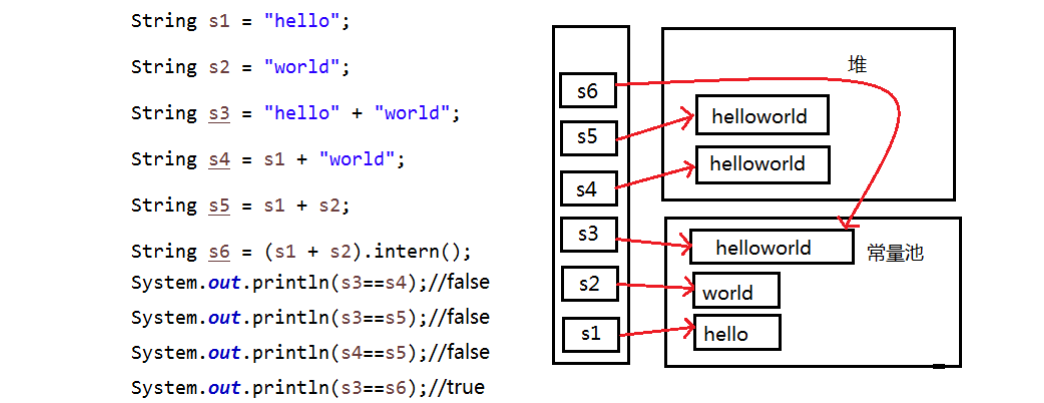 String s1 = "hello";
String s2 = "world";
String s3 = "hello" + "world";
String s4 = s1 + "world";
String s5 = s1 + s2;
String s6 = (s1 + s2).intern();
System.out.println(s3==s4);//false
System.out.println(s3==s5);//false
System.out.println(s4==s5);//false
System.out.println(s3==s6);//true
s6
s5
s4
s3
s2
s1
堆
helloworld
helloworld
helloworld
常量池
world
hello